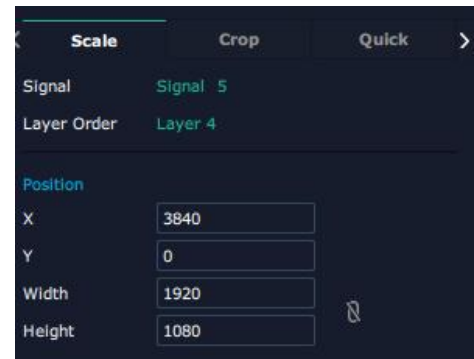 Scale Crop Quick
Signal Signal 5
Layer Order Layer 4
Position
X 3840
Y 0
Width 1920
Height 1080